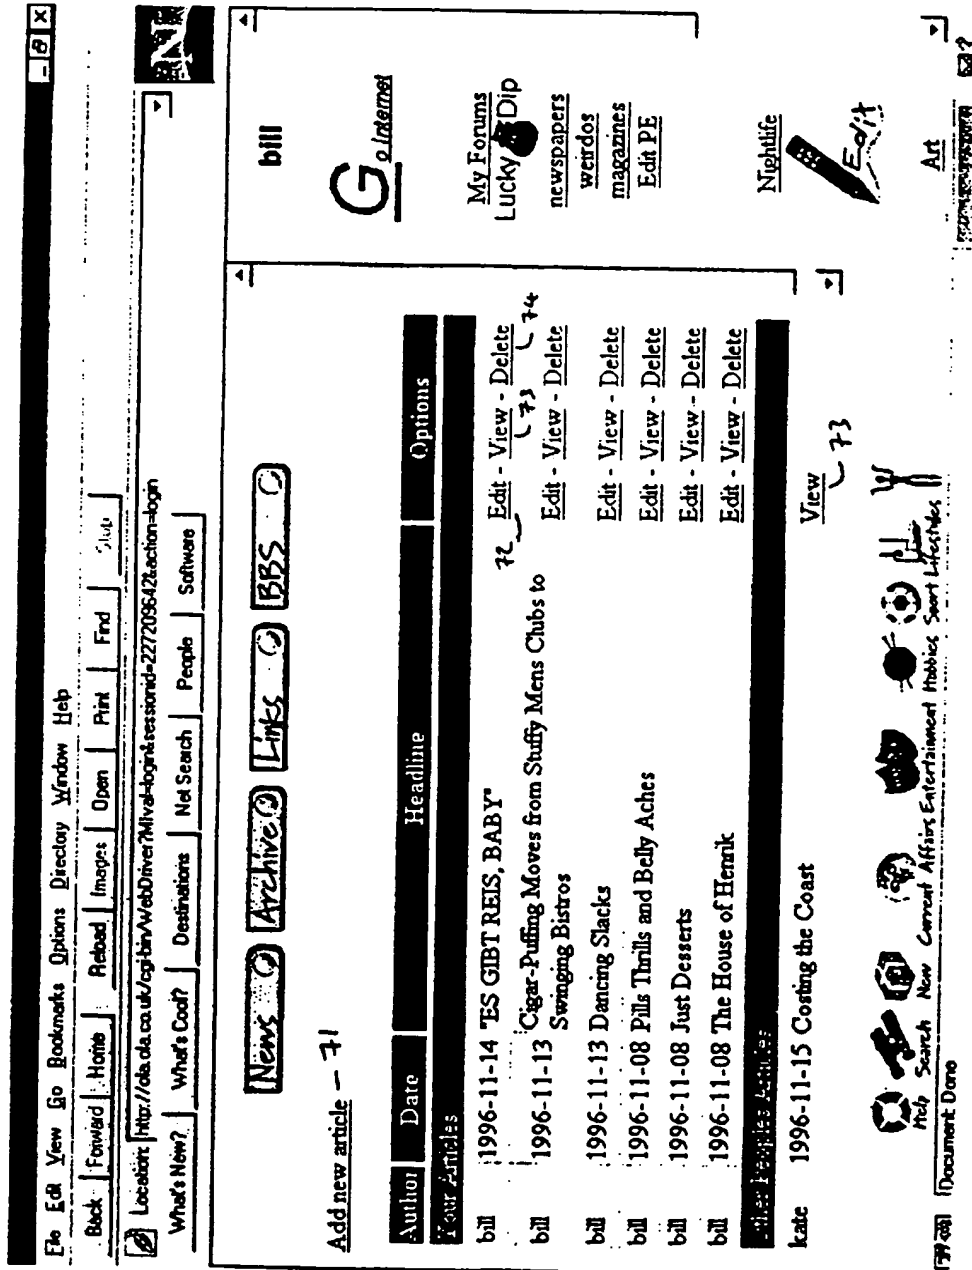 File Edit View Go Bookmarks Options Directory Window Help
Back Forward Home Reload Images Open Print Find Stop
Location: http://ola.ola.co.uk/cgi-bin/WebDriver?MIval=login&sessionid=227209642&action=login
What's New? What's Cool? Destinations Net Search People Software
News Archive Links BBS
Add new article - 71
Author Date Headline Options
Your Articles
bill 1996-11-14 "ES GIBT REIS, BABY" Edit - View - Delete
72 73 74
bill 1996-11-13 Cigar-Puffing Moves from Stuffy Mens Clubs to Edit - View - Delete
Swinging Bistros
bill 1996-11-13 Dancing Slacks Edit - View - Delete
bill 1996-11-08 Pills Thrills and Belly Aches Edit - View - Delete
bill 1996-11-08 Just Desserts Edit - View - Delete
bill 1996-11-08 The House of Henrik Edit - View - Delete
Other Peoples Articles
kate 1996-11-15 Costing the Coast View
73
bill
Go Internet
My Forums
Lucky Dip
newspapers
weirdos
magazines
Edit PE
Nightlife
Edit
Art
Help Search New Current Affairs Entertainment Hobbies Sport Lifestyles
Document Done